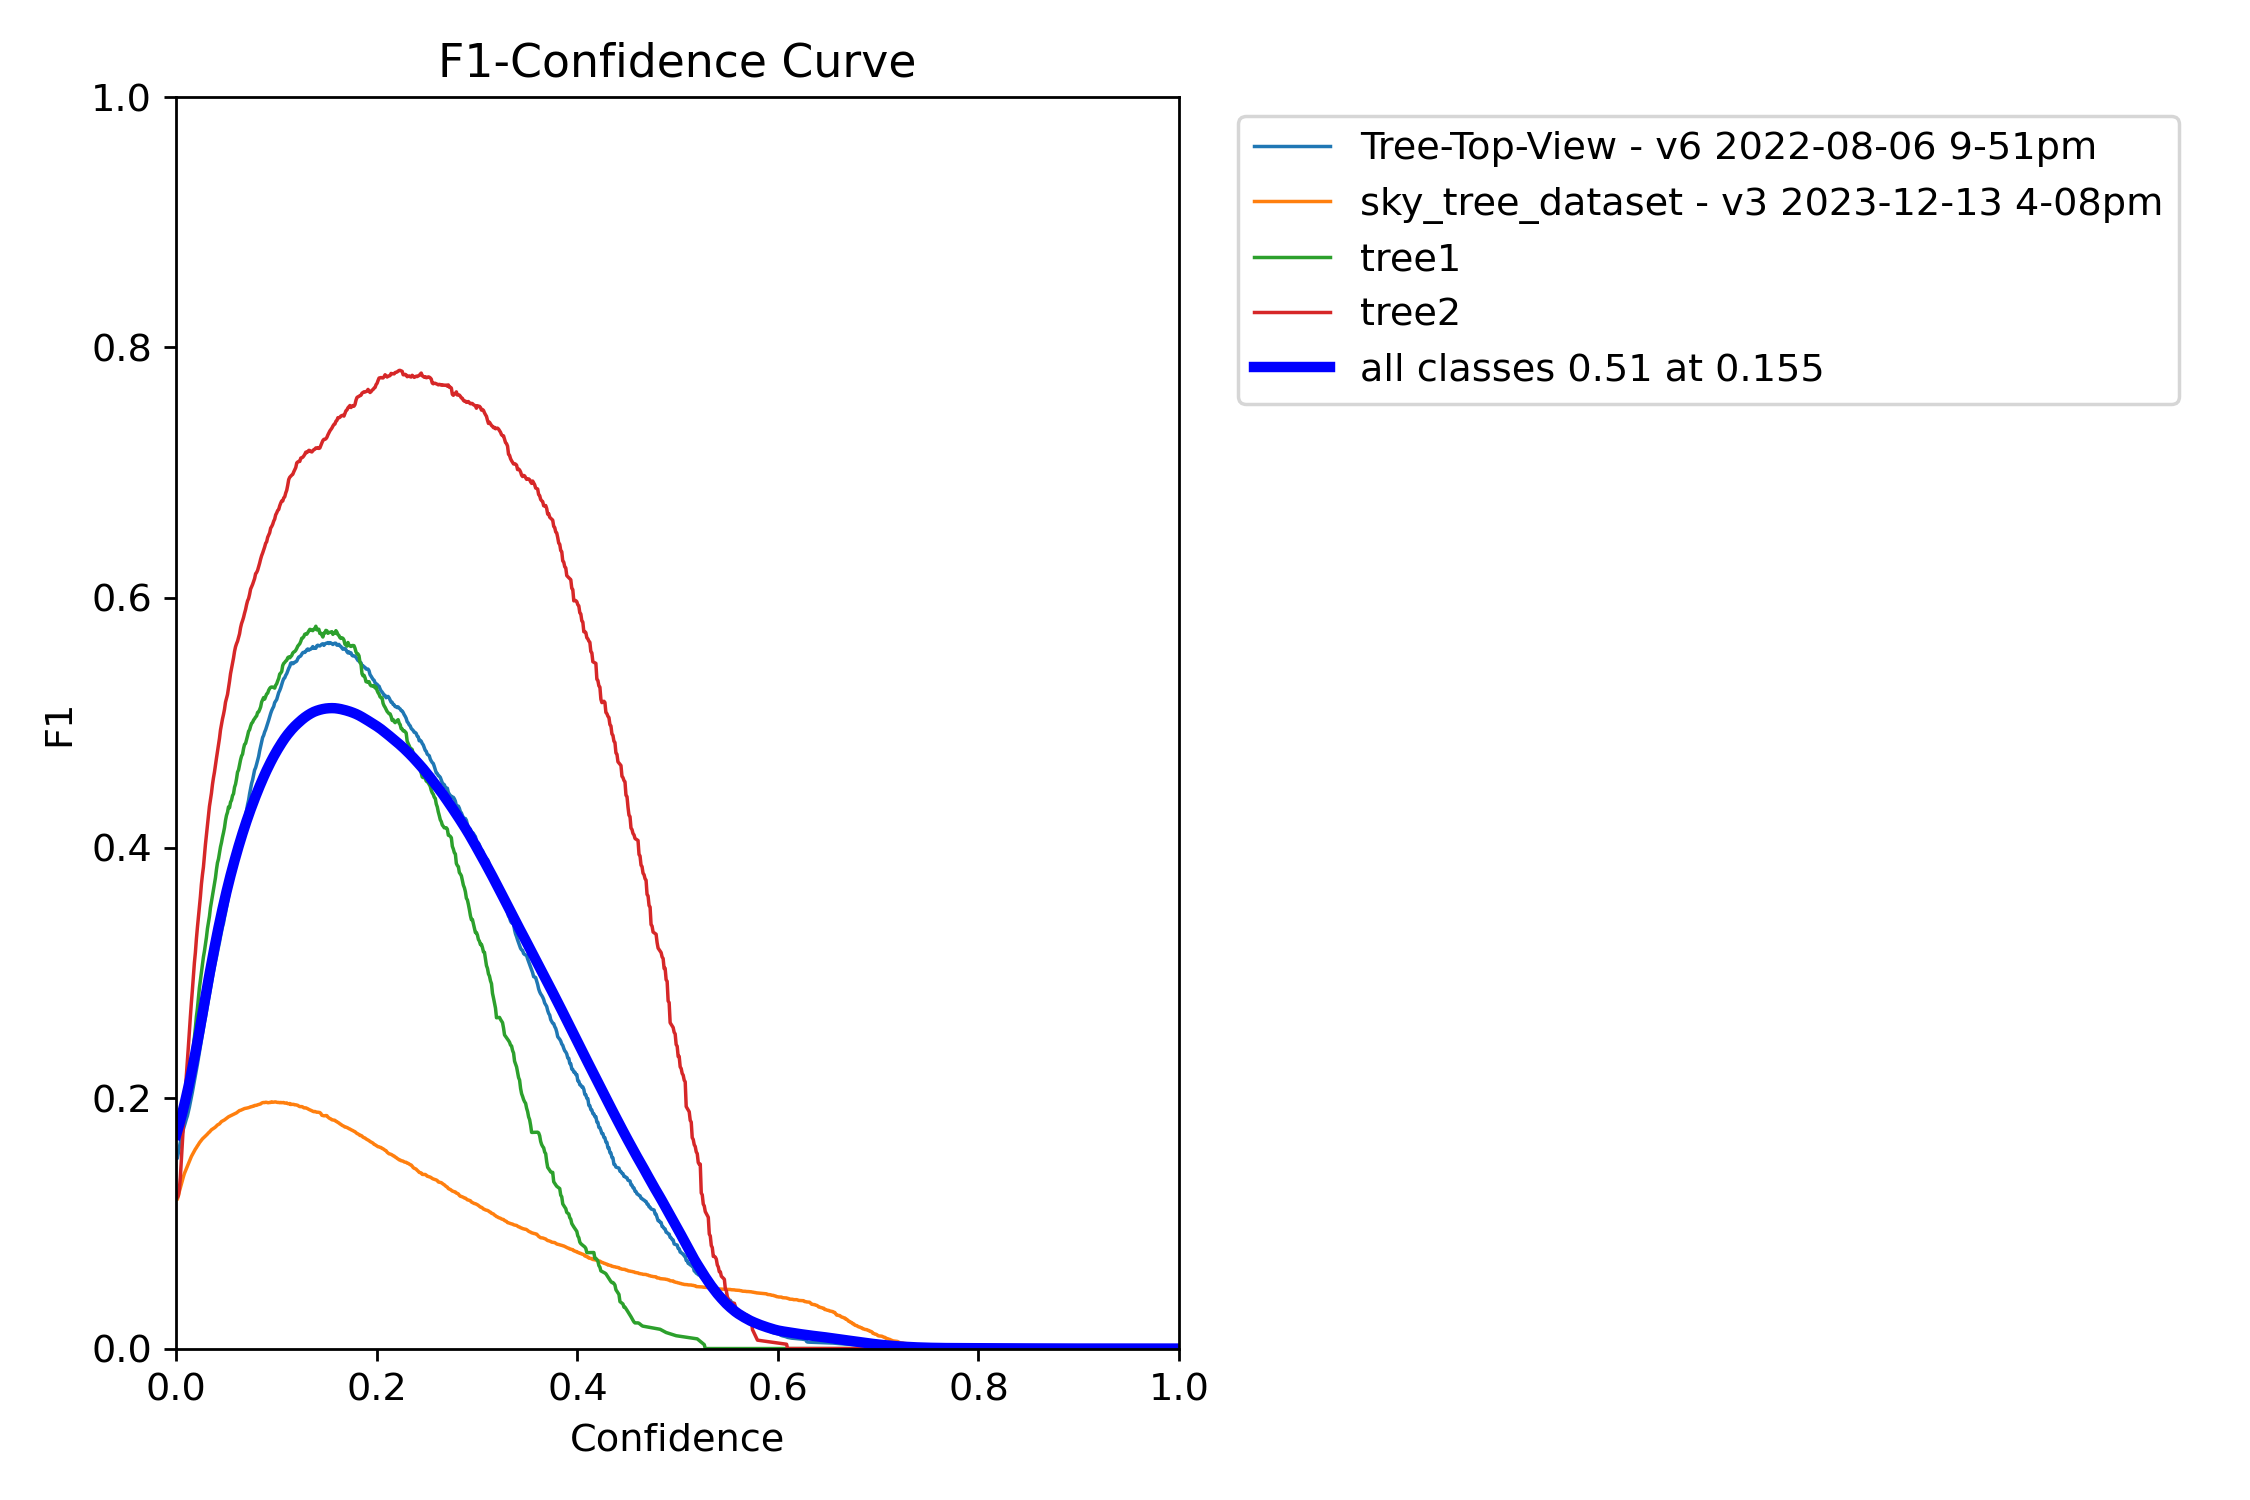 F1-Confidence Curve
1.0
0.8
0.6
0.4
0.2
0.0
F1
0.0 0.2 0.4 0.6 0.8 1.0
Confidence
Tree-Top-View - v6 2022-08-06 9-51pm
sky_tree_dataset - v3 2023-12-13 4-08pm
tree1
tree2
all classes 0.51 at 0.155